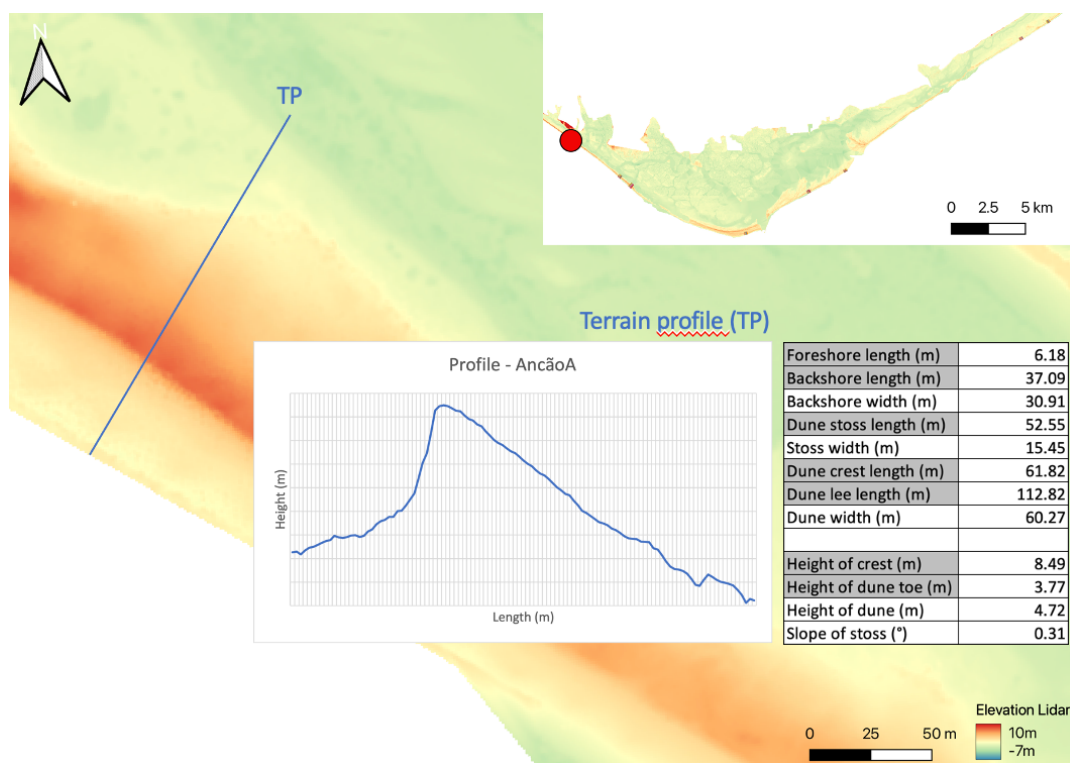 N
TP
0 2.5 5 km
Terrain profile (TP)
Profile - AncãoA
Height (m)
Length (m)
Foreshore length (m) 6.18
Backshore length (m) 37.09
Backshore width (m) 30.91
Dune stoss length (m) 52.55
Stoss width (m) 15.45
Dune crest length (m) 61.82
Dune lee length (m) 112.82
Dune width (m) 60.27
Height of crest (m) 8.49
Height of dune toe (m) 3.77
Height of dune (m) 4.72
Slope of stoss (°) 0.31
0 25 50 m
Elevation Lidar
10m
-7m